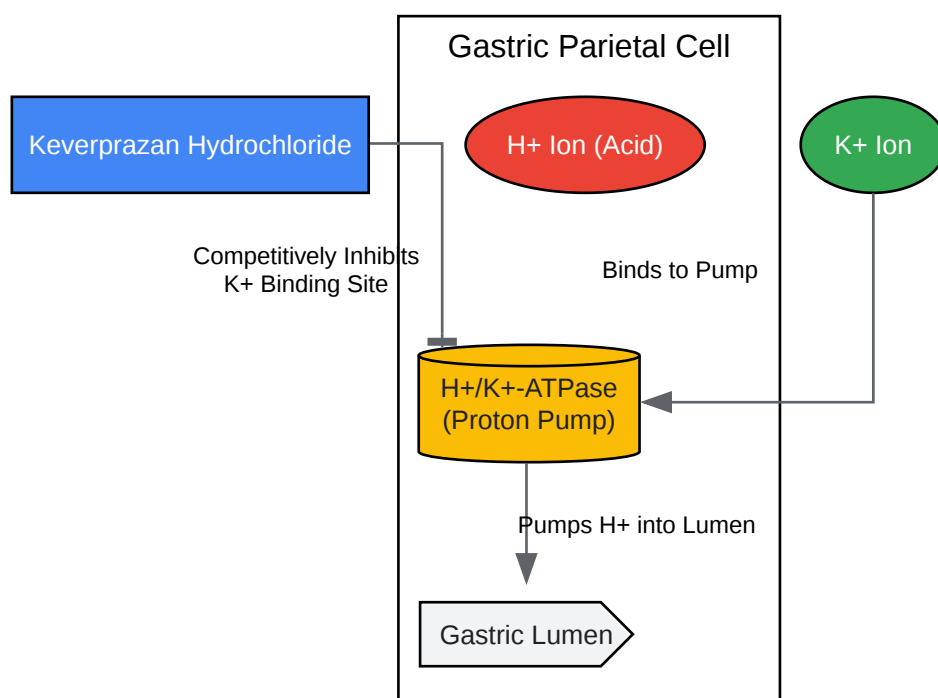 Gastric Parietal Cell
Keverprazan Hydrochloride
H+ Ion (Acid)
K+ Ion
Competitively Inhibits
K+ Binding Site
Binds to Pump
H+/K+-ATPase
(Proton Pump)
Pumps H+ into Lumen
Gastric Lumen